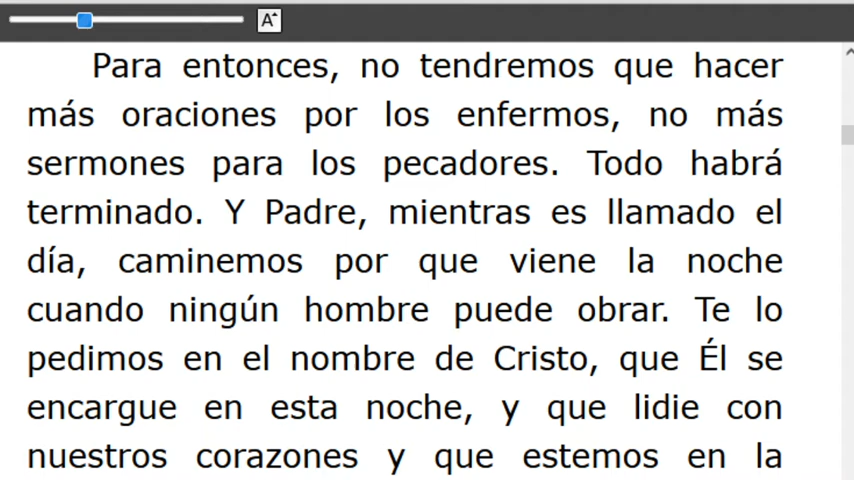 A
Para entonces, no tendremos que hacer
más oraciones por los enfermos, no más
sermones para los pecadores. Todo habrá
terminado. Y Padre, mientras es llamado el
día, caminemos por que viene la noche
cuando ningún hombre puede obrar. Te lo
pedimos en el nombre de Cristo, que Él se
encargue en esta noche, y que lidie con
nuestros corazones y que estemos en la